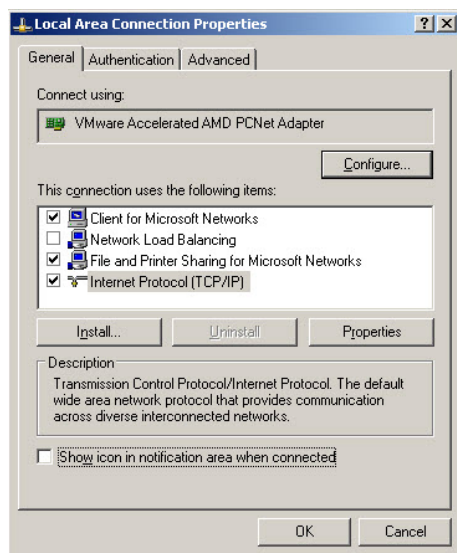 Local Area Connection Properties
General Authentication Advanced
Connect using:
VMware Accelerated AMD PCNet Adapter
Configure...
This connection uses the following items:
Client for Microsoft Networks
Network Load Balancing
File and Printer Sharing for Microsoft Networks
Internet Protocol (TCP/IP)
Install... Uninstall Properties
Description
Transmission Control Protocol/Internet Protocol. The default
wide area network protocol that provides communication
across diverse interconnected networks.
Show icon in notification area when connected
OK Cancel